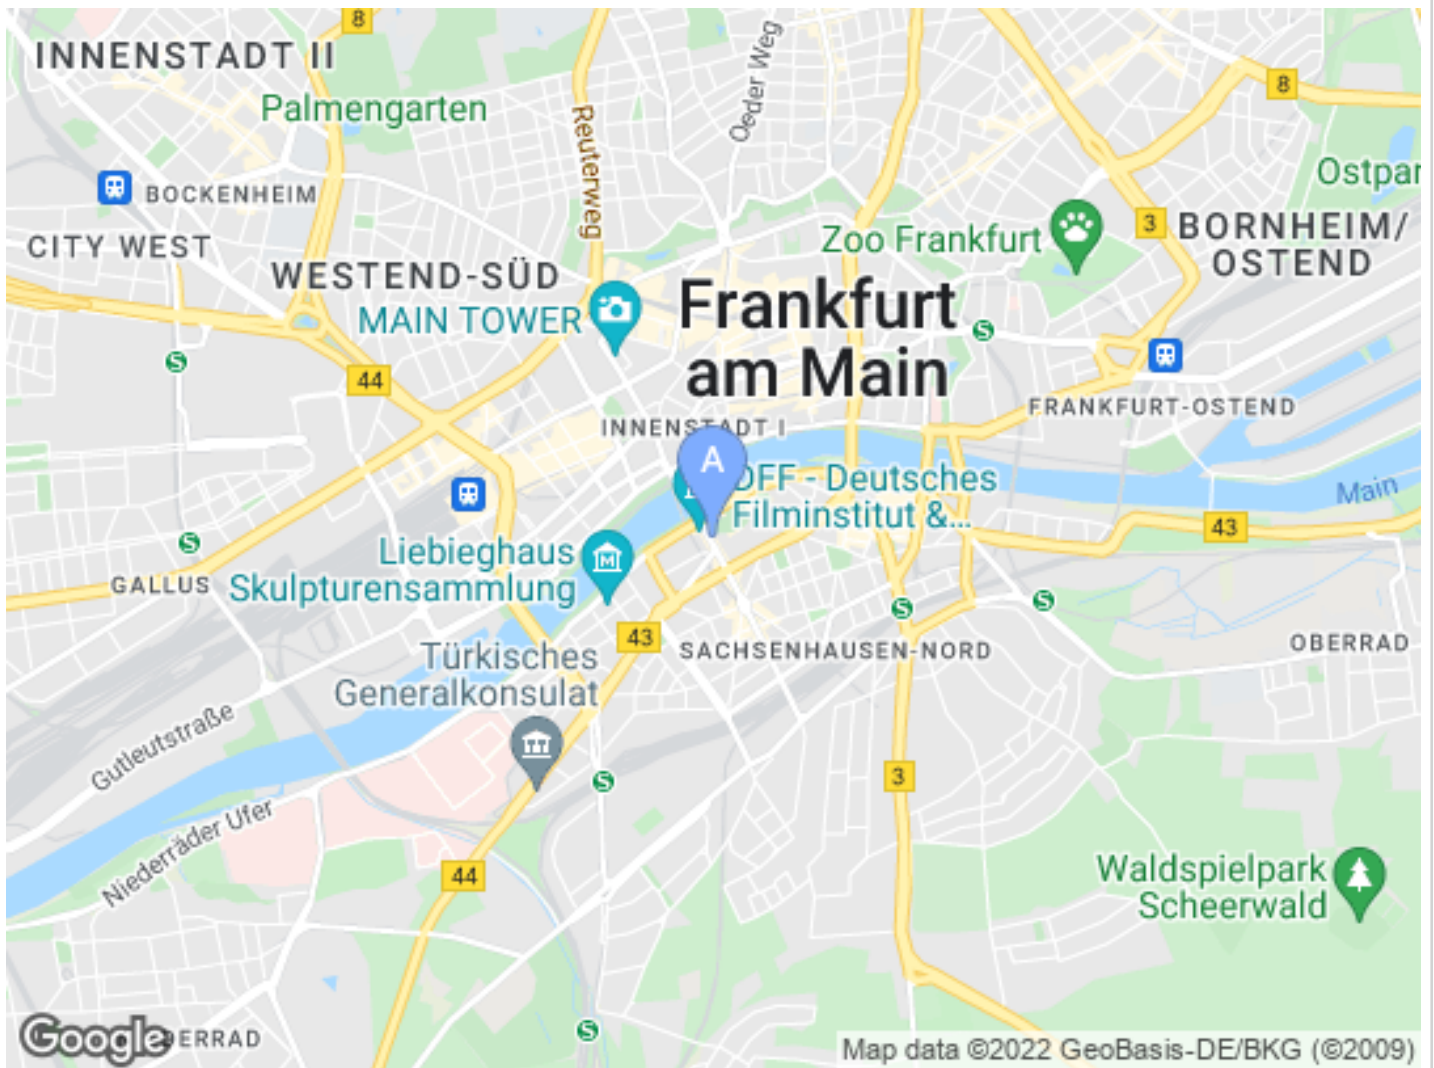 8
INNENSTADT II
Palmengarten
Oeder Weg
8
Reuterweg
Ostpar
BOCKENHEIM
3
BORNHEIM/
OSTEND
Zoo Frankfurt
CITY WEST
WESTEND-SÜD
MAIN TOWER
Frankfurt
am Main
S
S
44
FRANKFURT-OSTEND
INNENSTADT I
A
DFF - Deutsches
Filminstitut &...
Main
43
S
Liebieghaus
Skulpturensammlung
M
GALLUS
S
S
43
SACHSENHAUSEN-NORD
OBERRAD
Türkisches
Generalkonsulat
Gutleutstraße
S
3
Niederräder Ufer
44
Waldspielpark
Scheerwald
S
Google
ERRAD
Map data ©2022 GeoBasis-DE/BKG (©2009)